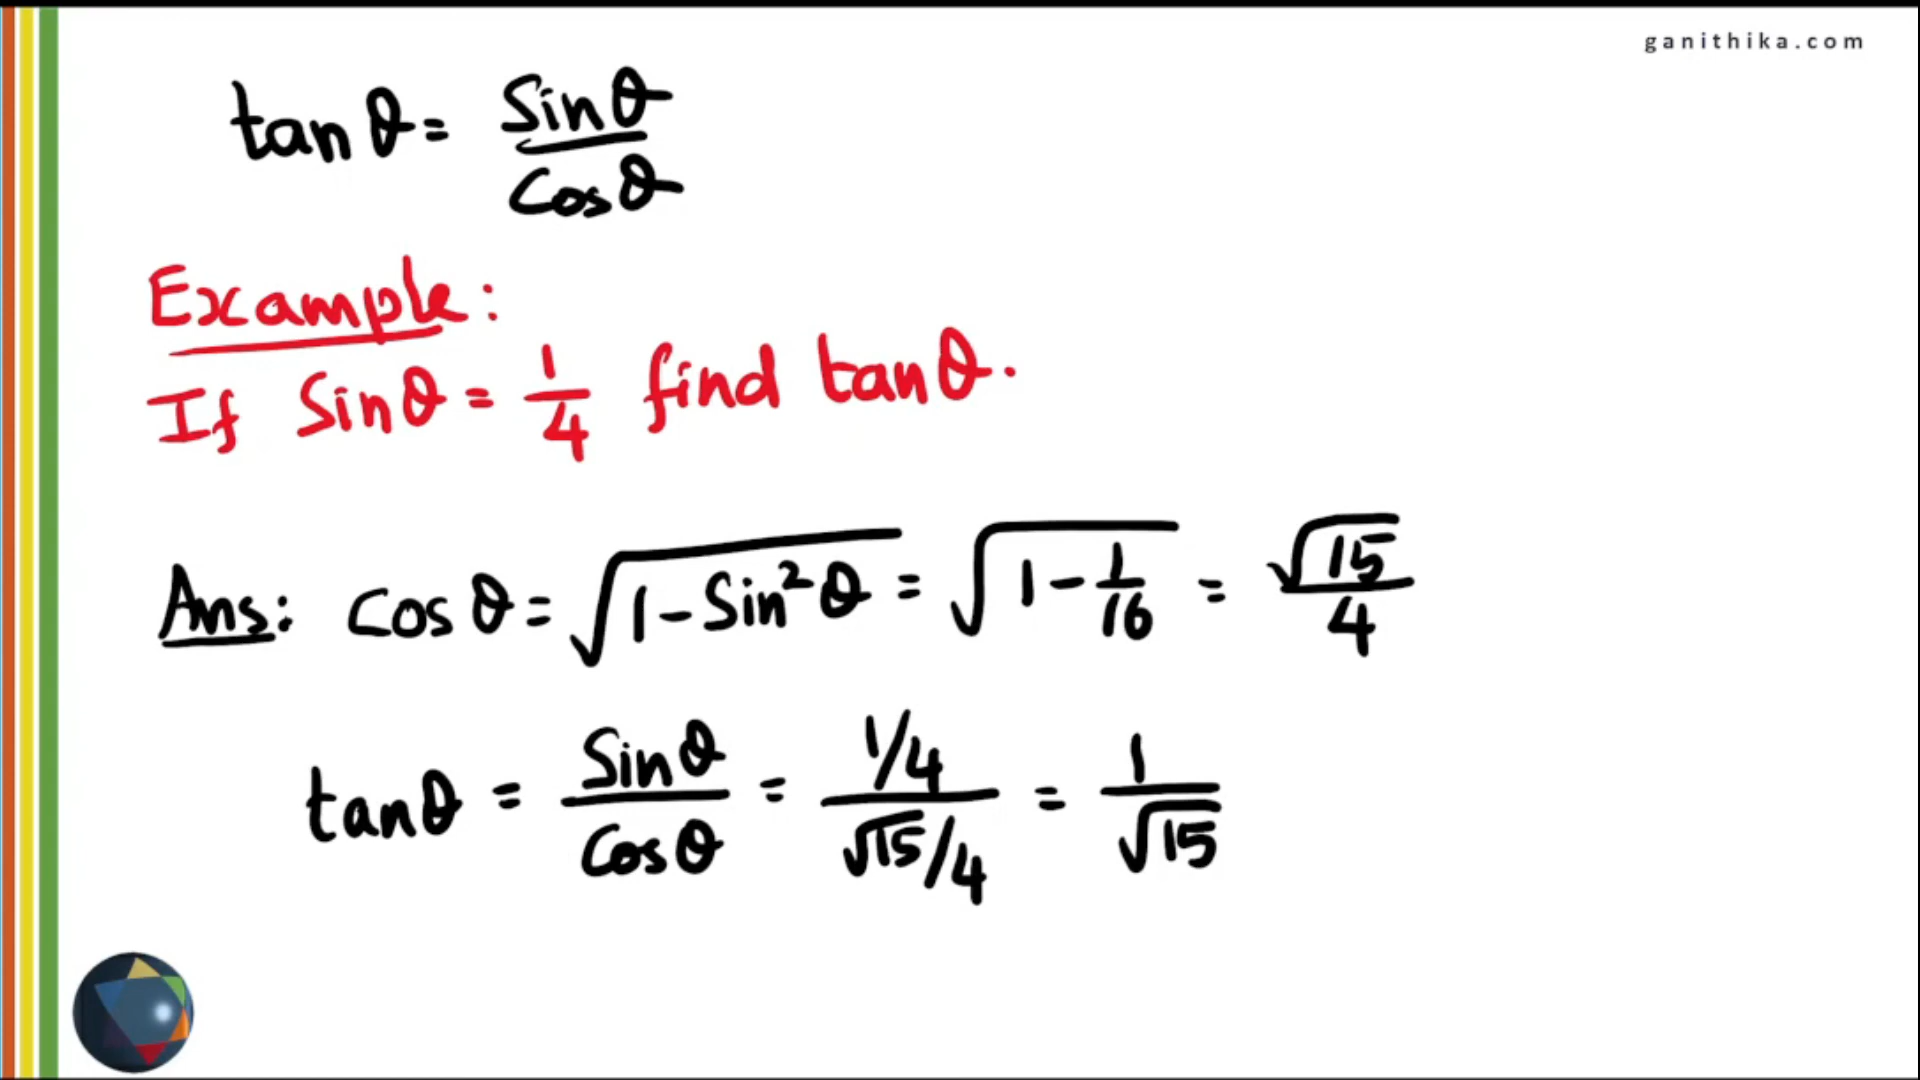 ganithika.com
tanθ = Sinθ/Cosθ
Example:
If Sinθ = 1/4 find tanθ.
Ans: Cosθ = √(1-Sin²θ) = √(1-1/16) = √15/4
tanθ = Sinθ/Cosθ = (1/4)/(√15/4) = 1/√15